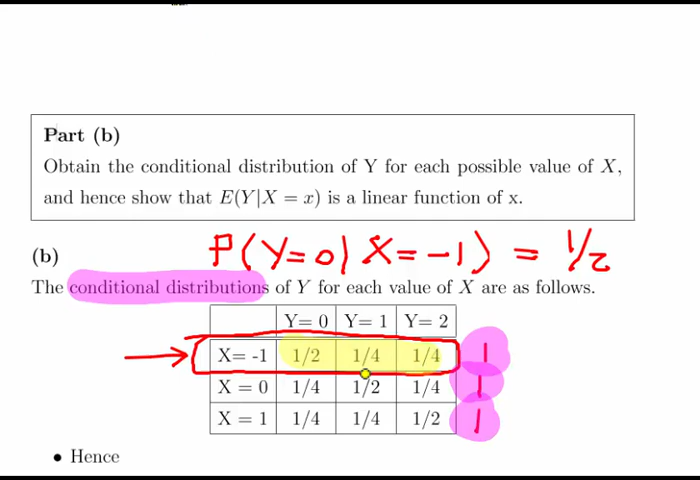 Part (b)
Obtain the conditional distribution of Y for each possible value of X,
and hence show that E(Y|X = x) is a linear function of x.
P(Y=0| X=-1) = 1/2
(b)
The conditional distributions of Y for each value of X are as follows.
Y= 0 Y= 1 Y= 2
X= -1 1/2 1/4 1/4 1
X = 0 1/4 1/2 1/4 1
X = 1 1/4 1/4 1/2 1
• Hence